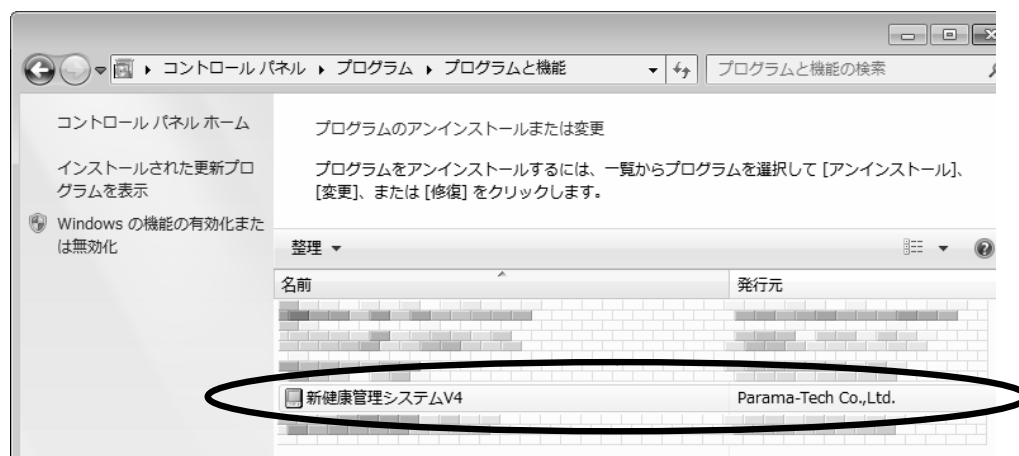 コントロール パネル ▸ プログラム ▸ プログラムと機能
プログラムと機能の検索
コントロール パネル ホーム
インストールされた更新プロ
グラムを表示
Windows の機能の有効化また
は無効化
プログラムのアンインストールまたは変更
プログラムをアンインストールするには、一覧からプログラムを選択して [アンインストール]、
[変更]、または [修復] をクリックします。
整理
名前 発行元
新健康管理システムV4 Parama-Tech Co.,Ltd.